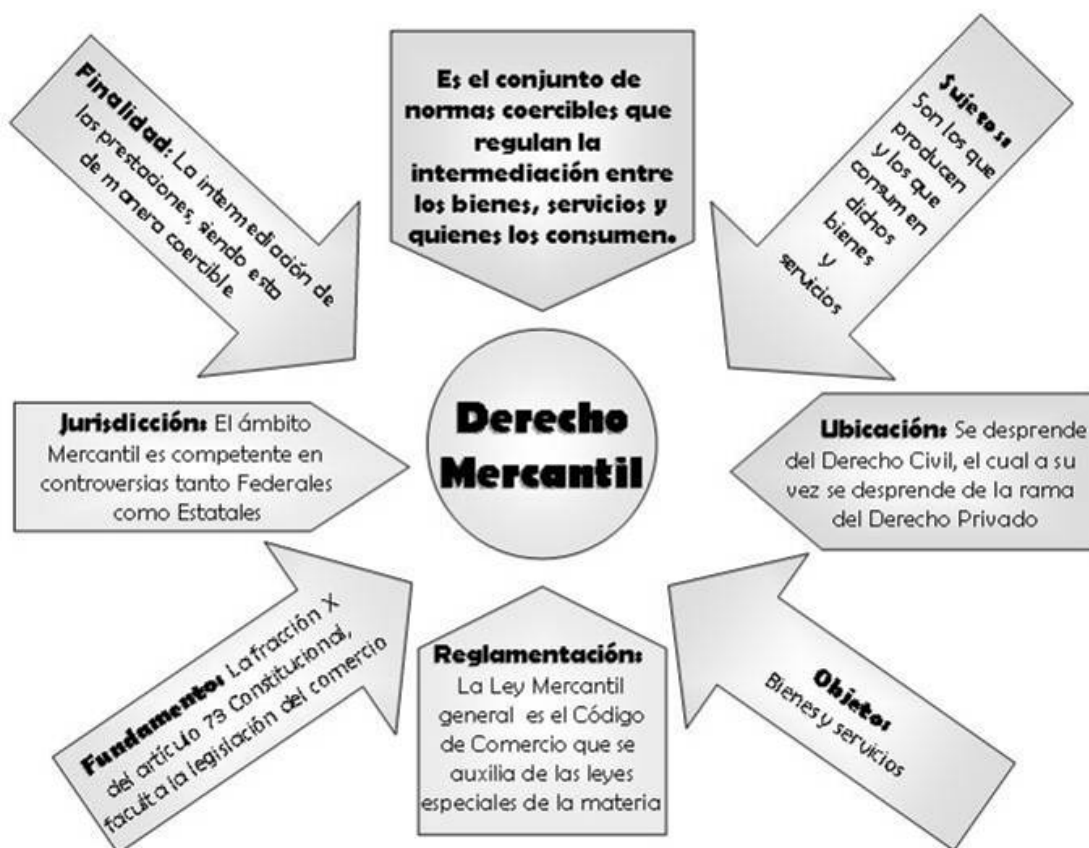 Es el conjunto de
normas coercibles que
regulan la
intermediación entre
los bienes, servicios y
quienes los consumen.
Finalidad: La intermediación de
las prestaciones, siendo esta
de manera coercible
Sujetos:
Son los que
producen
y los que
consumen
dichos
bienes
y
servicios
Derecho
Mercantil
Jurisdicción: El ámbito
Mercantil es competente en
controversias tanto Federales
como Estatales
Ubicación: Se desprende
del Derecho Civil, el cual a su
vez se desprende de la rama
del Derecho Privado
Fundamento: La fracción X
del artículo 73 Constitucional,
faculta la legislación del comercio
Reglamentación:
La Ley Mercantil
general es el Código
de Comercio que se
auxilia de las leyes
especiales de la materia
Objeto:
Bienes y servicios